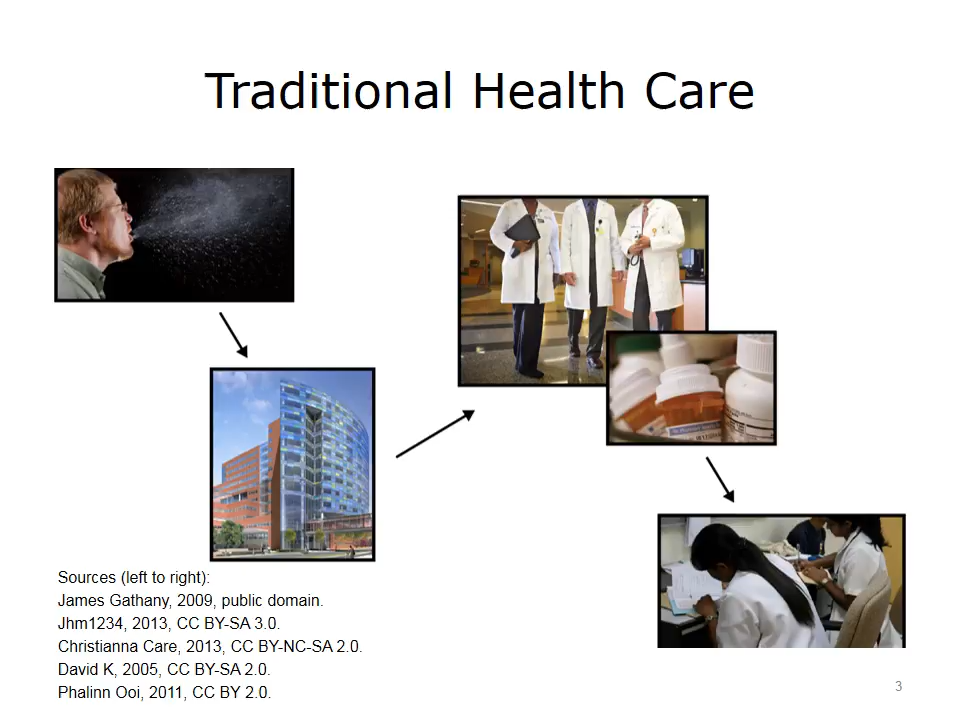 Traditional Health Care
Sources (left to right):
James Gathany, 2009, public domain.
Jhm1234, 2013, CC BY-SA 3.0.
Christianna Care, 2013, CC BY-NC-SA 2.0.
David K, 2005, CC BY-SA 2.0.
Phalinn Ooi, 2011, CC BY 2.0.
3